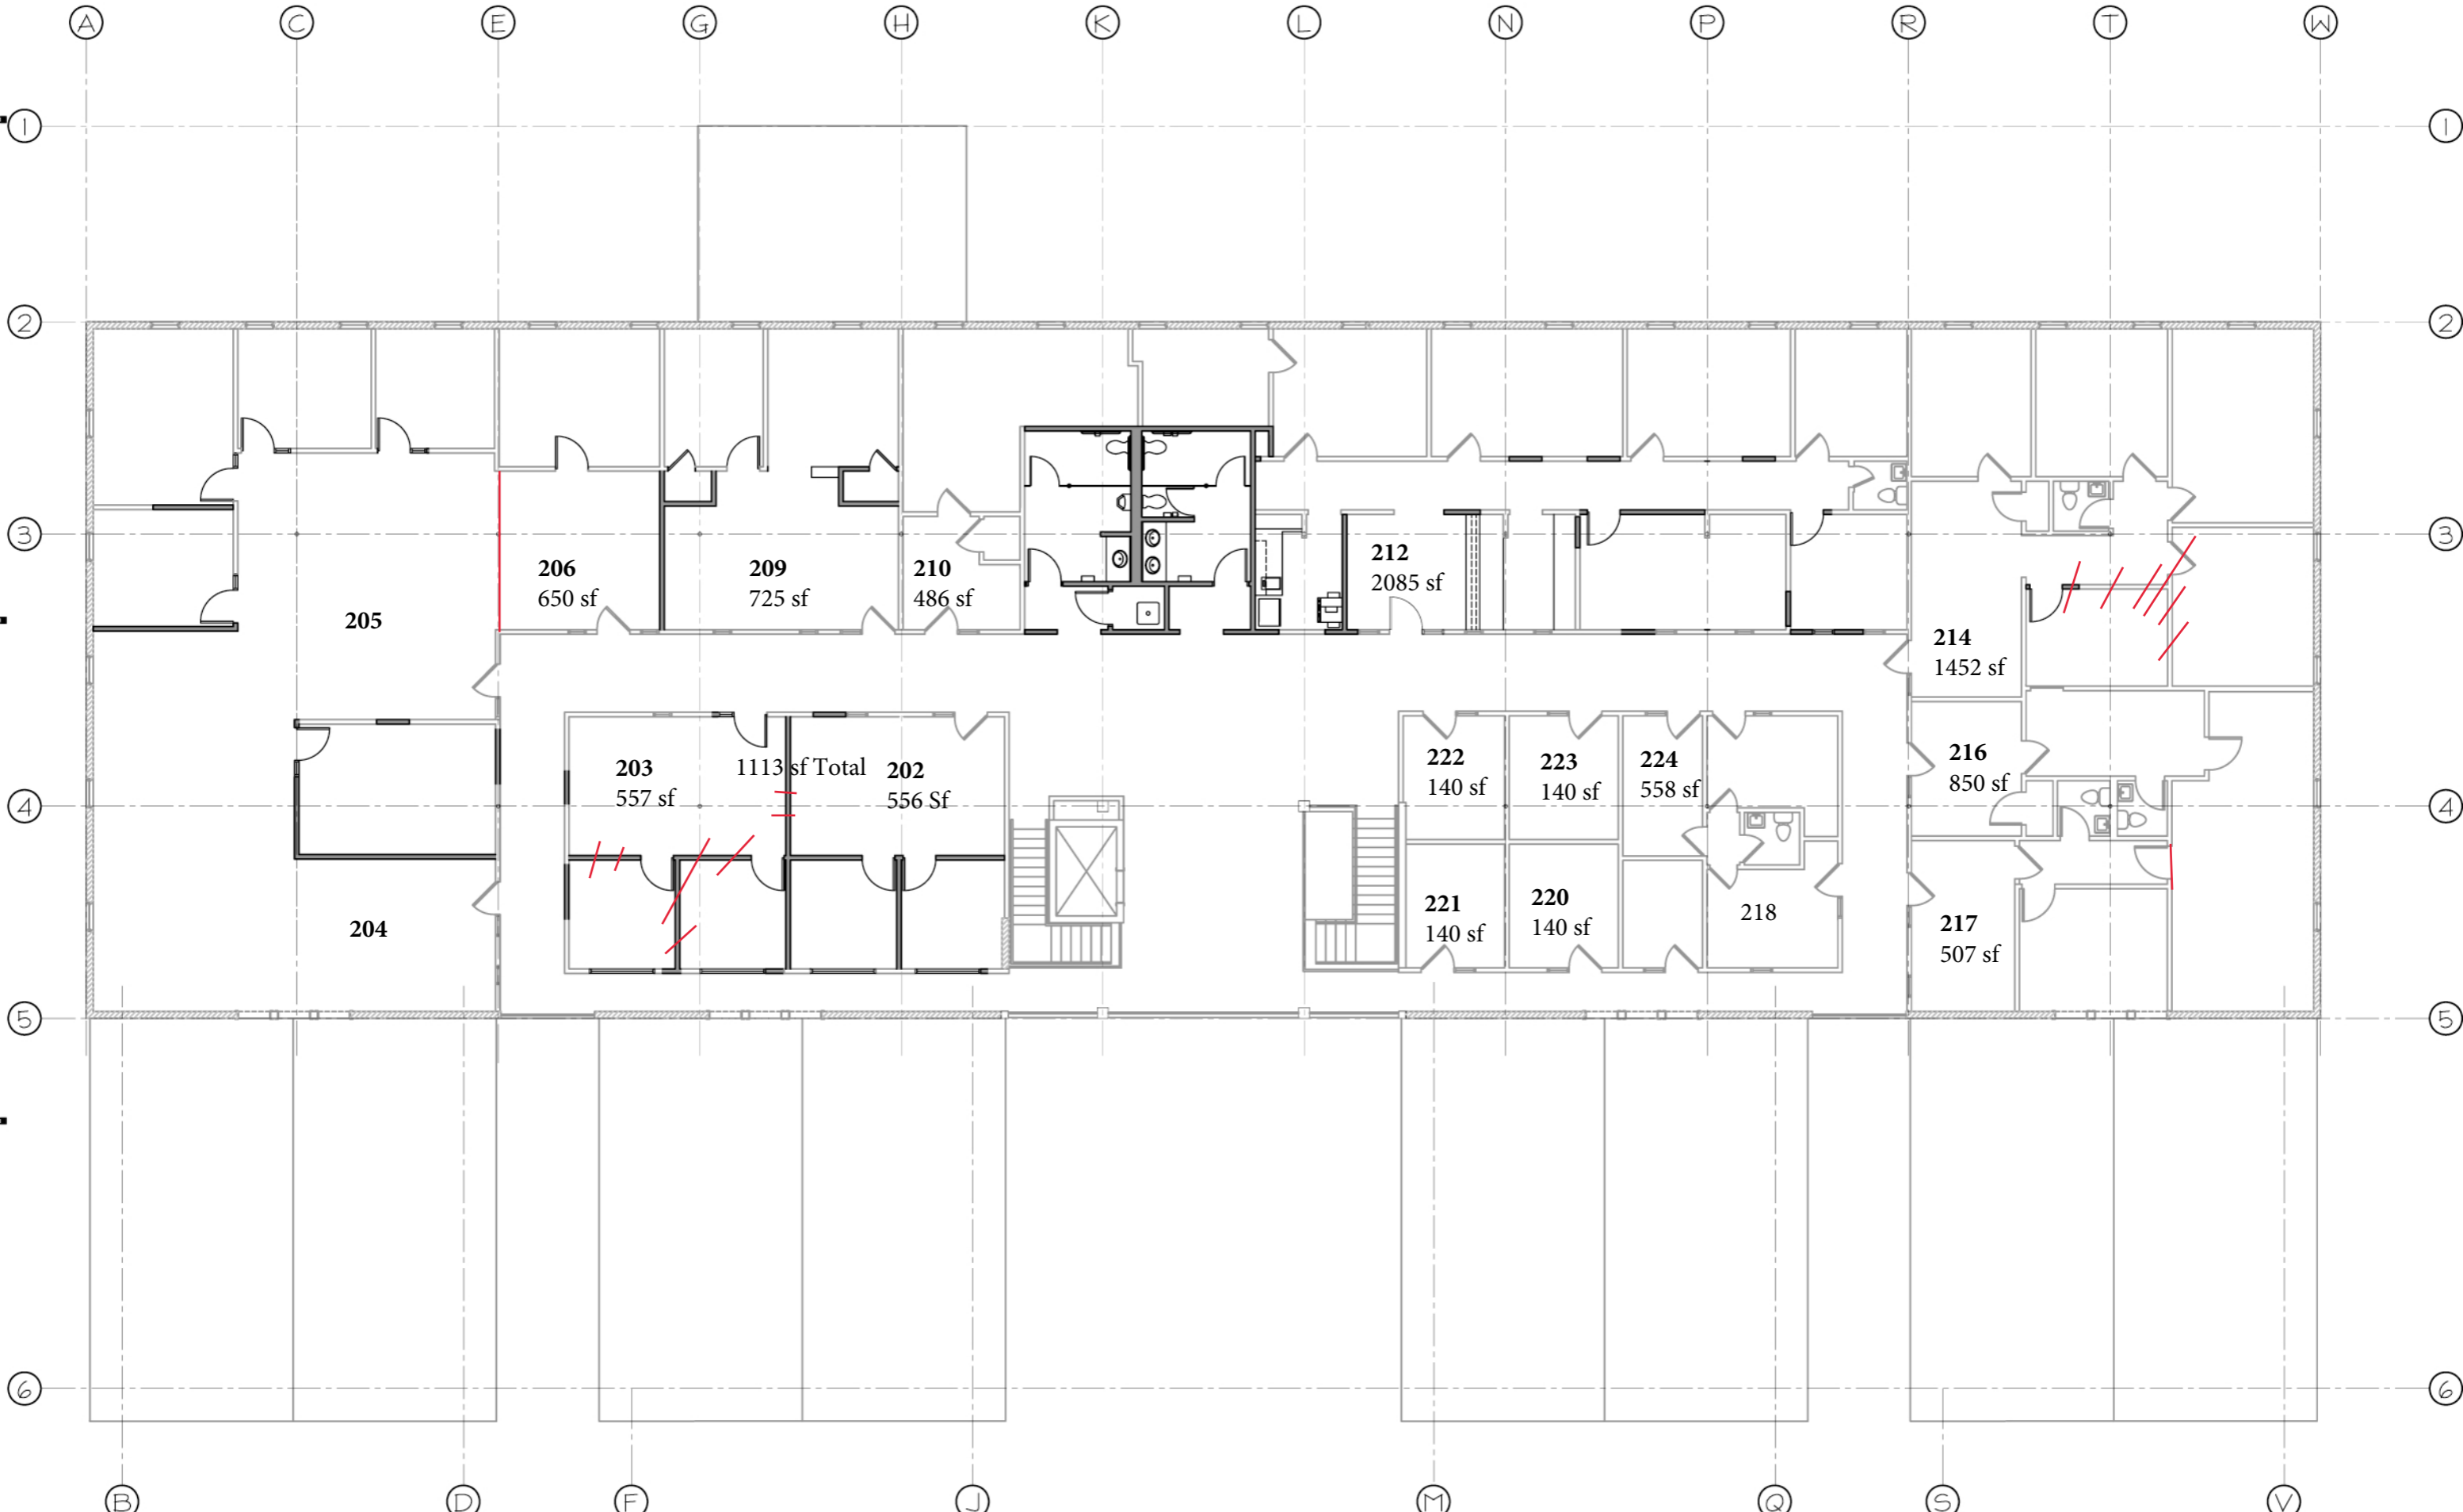 A C E G H K L N P R T W
1 1
2 2
3 3
206
650 sf
209
725 sf
210
486 sf
212
2085 sf
205
214
1452 sf
203
557 sf
1113 sf Total
202
556 Sf
222
140 sf
223
140 sf
224
558 sf
216
850 sf
4 4
204
221
140 sf
220
140 sf
218
217
507 sf
5 5
6 6
B D F J M Q S V